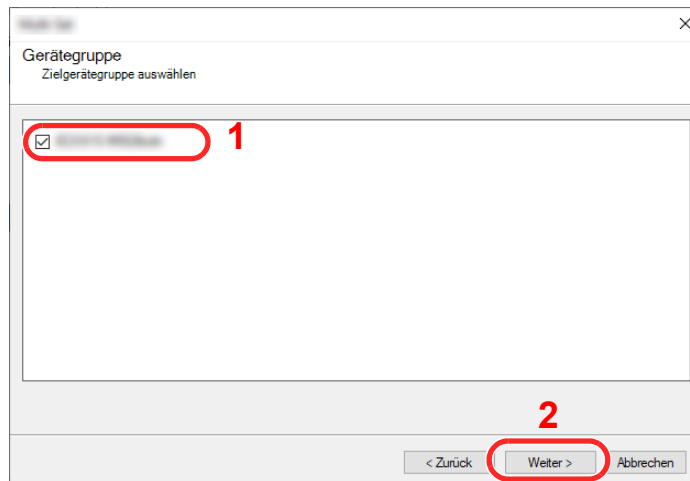 Gerätegruppe
Zielgerätegruppe auswählen
1
2
< Zurück
Weiter >
Abbrechen